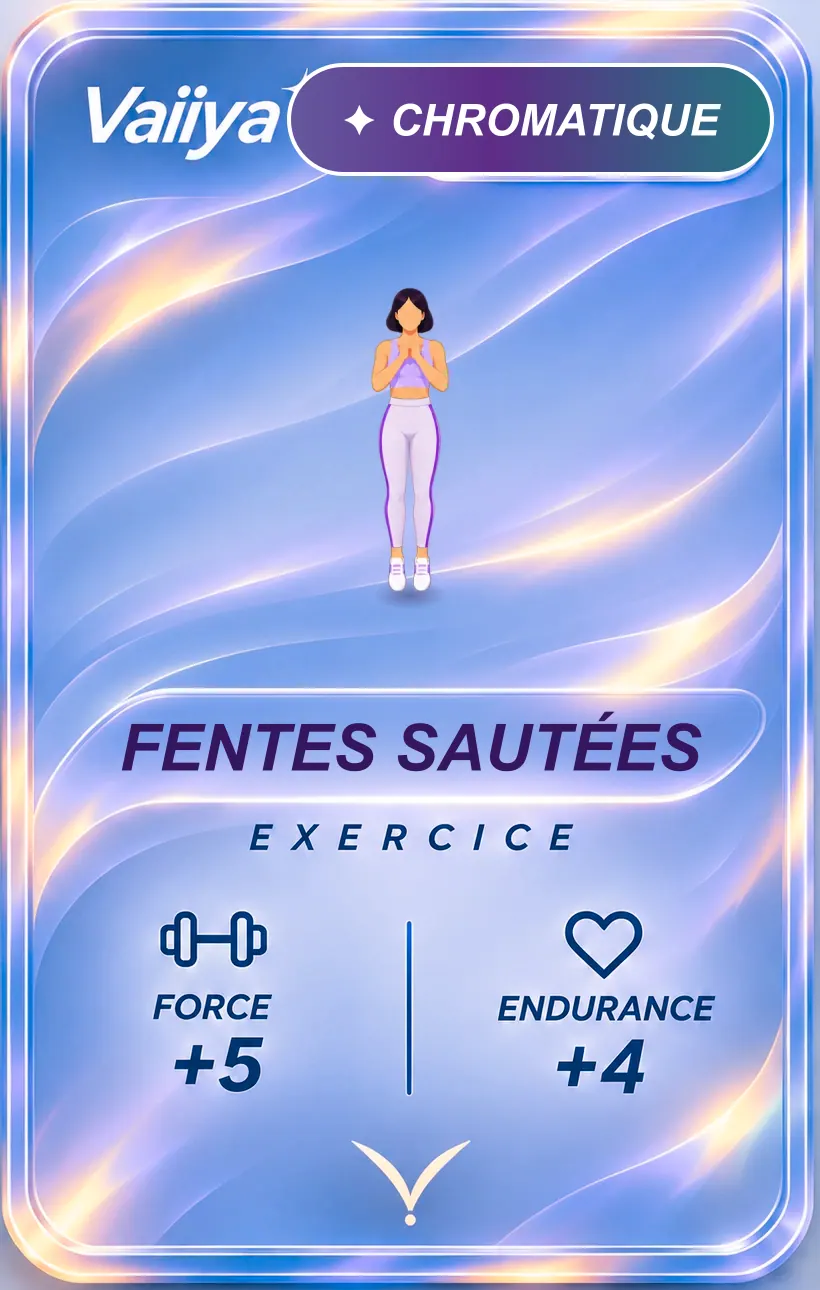 Vaiiya
✦ CHROMATIQUE
FENTES SAUTÉES
EXERCICE
FORCE
+5
ENDURANCE
+4